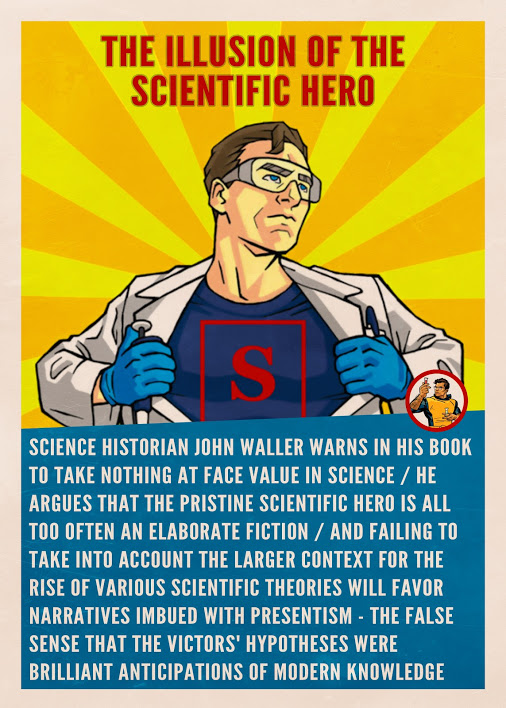 THE ILLUSION OF THE
SCIENTIFIC HERO
S
SCIENCE HISTORIAN JOHN WALLER WARNS IN HIS BOOK
TO TAKE NOTHING AT FACE VALUE IN SCIENCE / HE
ARGUES THAT THE PRISTINE SCIENTIFIC HERO IS ALL
TOO OFTEN AN ELABORATE FICTION / AND FAILING TO
TAKE INTO ACCOUNT THE LARGER CONTEXT FOR THE
RISE OF VARIOUS SCIENTIFIC THEORIES WILL FAVOR
NARRATIVES IMBUED WITH PRESENTISM - THE FALSE
SENSE THAT THE VICTORS' HYPOTHESES WERE
BRILLIANT ANTICIPATIONS OF MODERN KNOWLEDGE